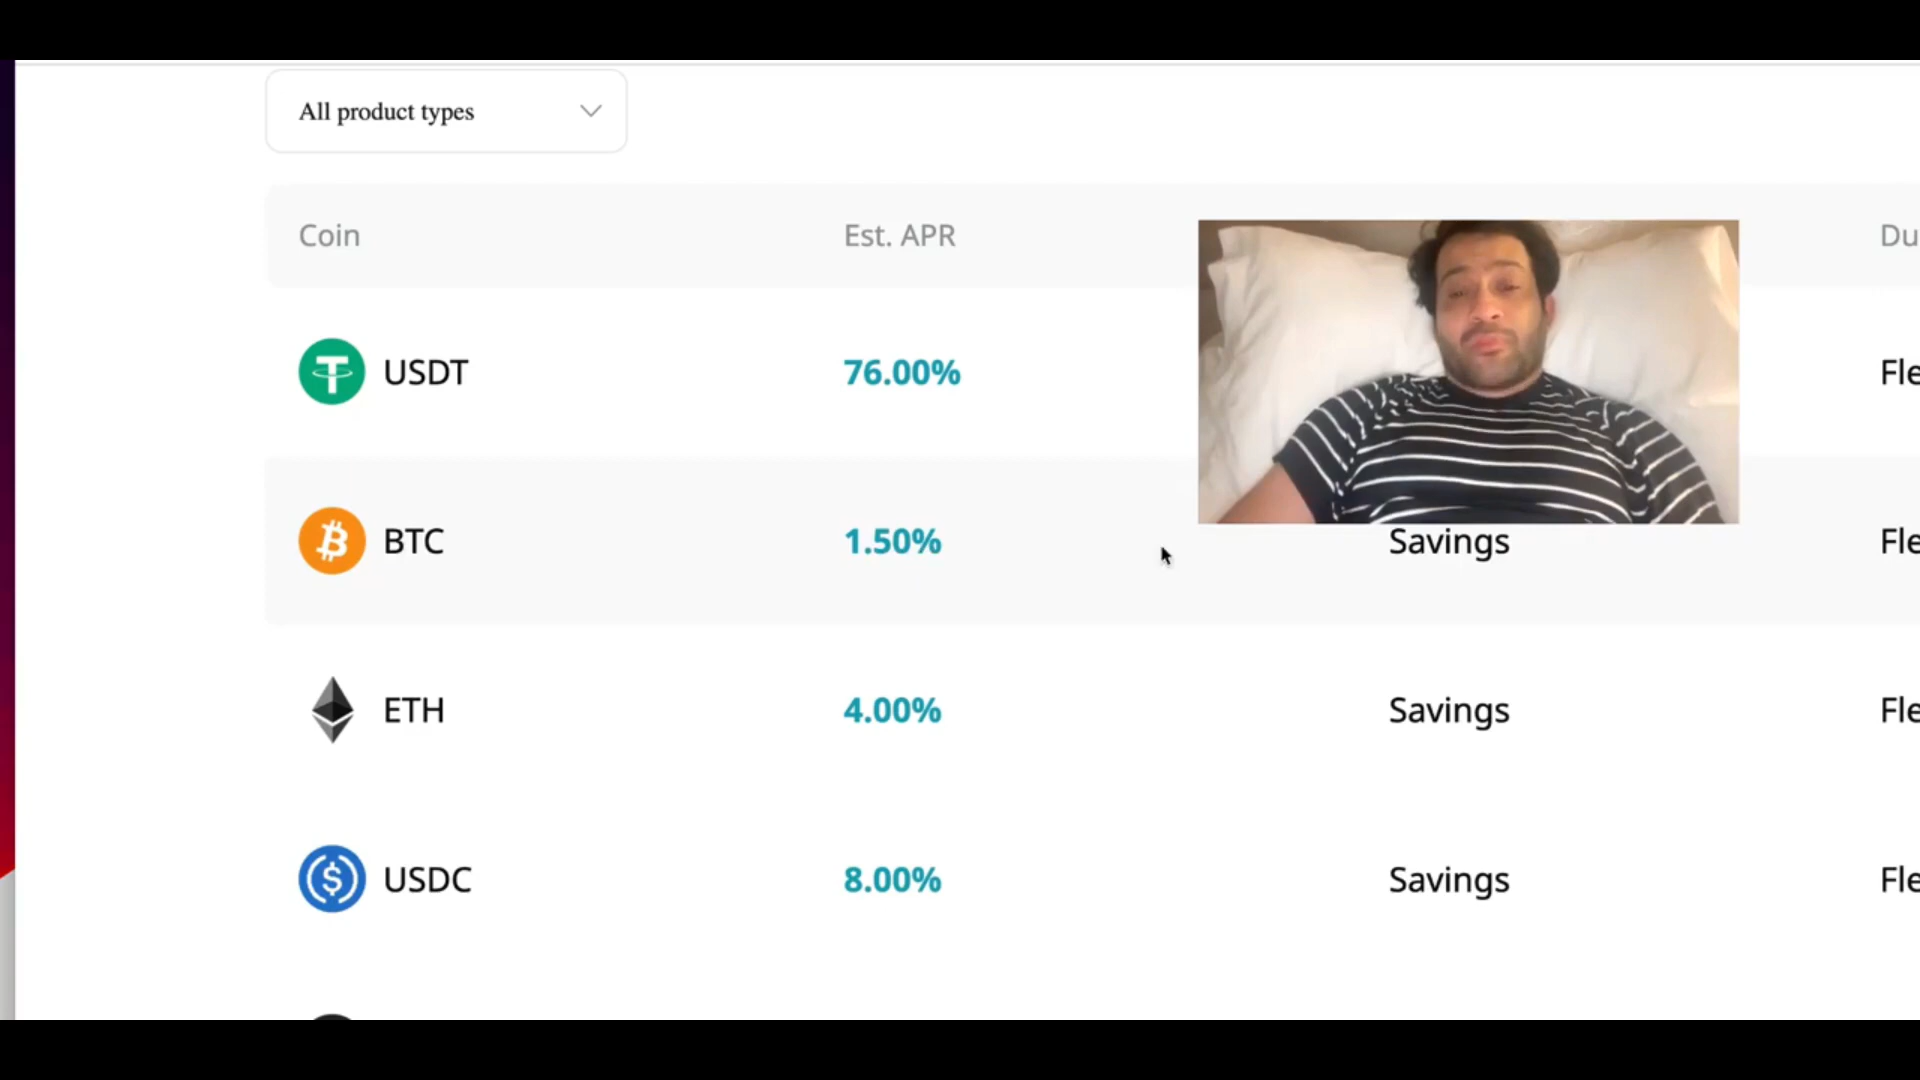 All product types
Coin Est. APR Du
USDT 76.00% Fle
BTC 1.50% Savings Fle
ETH 4.00% Savings Fle
USDC 8.00% Savings Fle